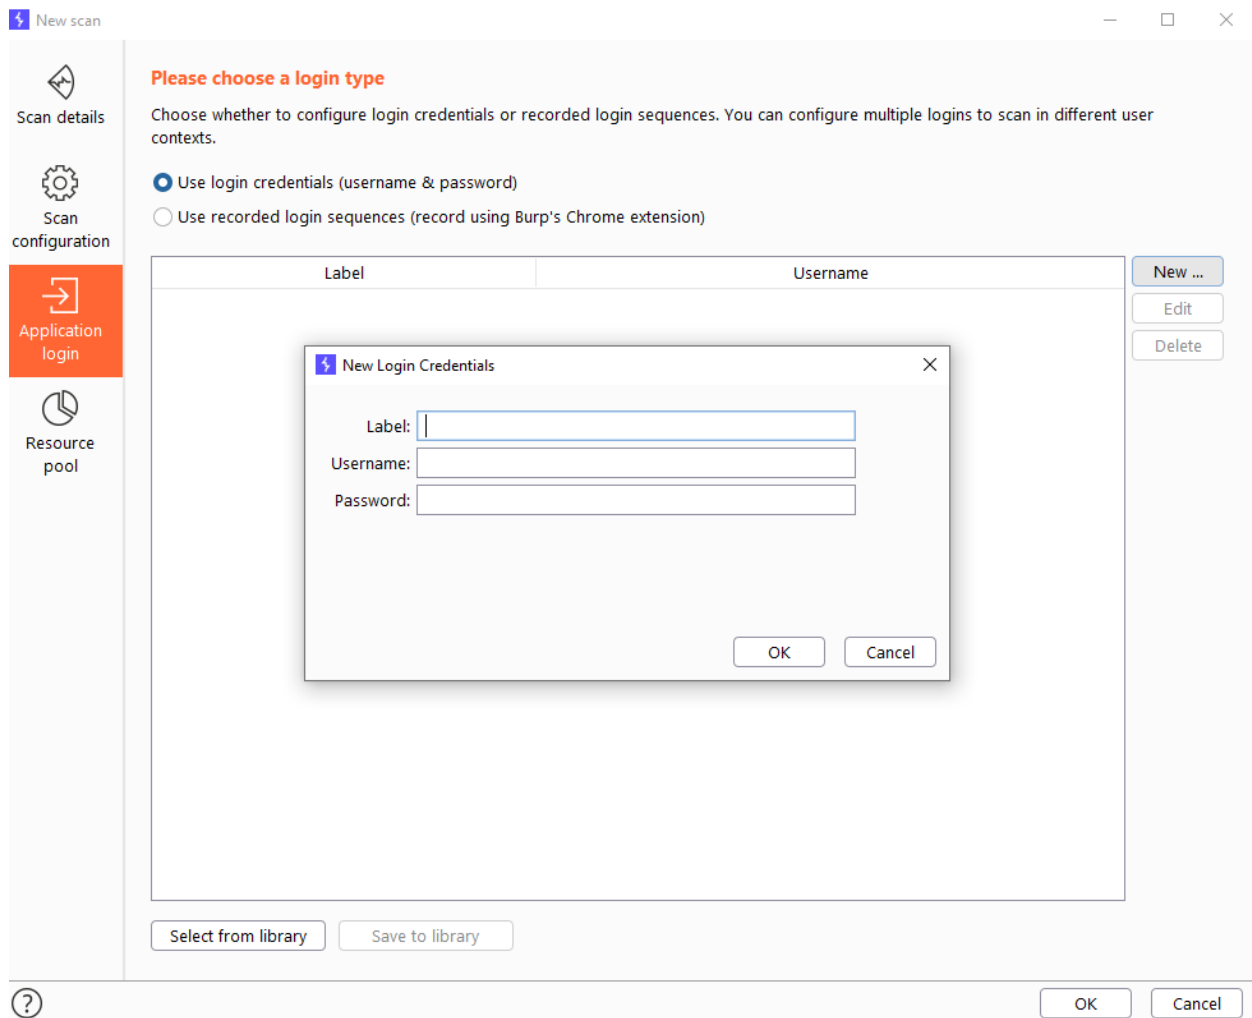 New scan
Scan details
Scan
configuration
Application
login
Resource
pool
Please choose a login type
Choose whether to configure login credentials or recorded login sequences. You can configure multiple logins to scan in different user
contexts.
Use login credentials (username & password)
Use recorded login sequences (record using Burp's Chrome extension)
Label Username
New ...
Edit
Delete
New Login Credentials
Label:
Username:
Password:
OK Cancel
Select from library Save to library
? OK Cancel